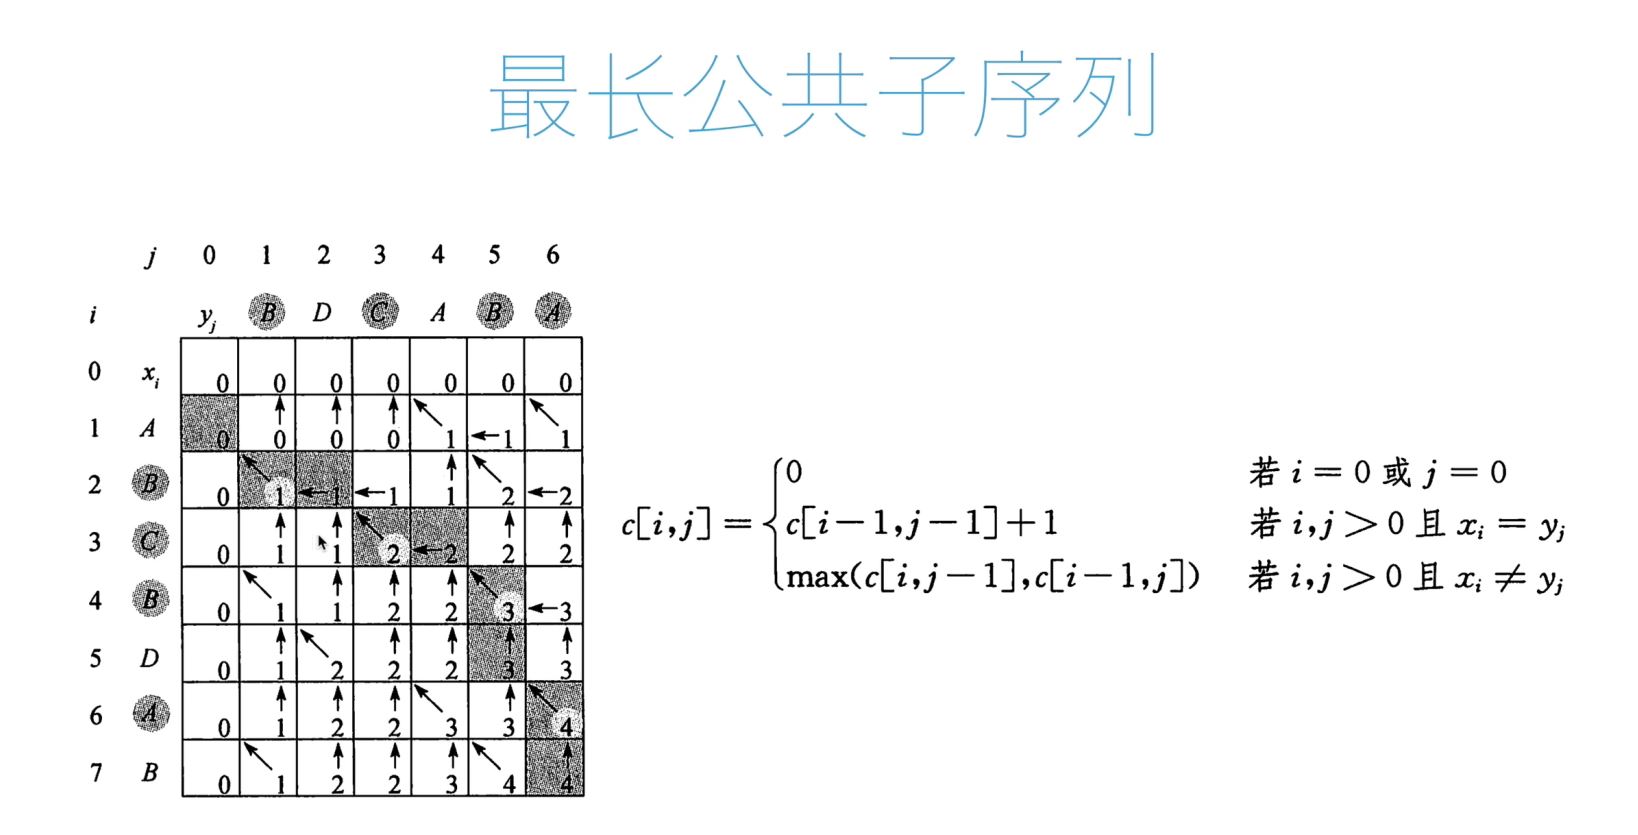 最长公共子序列
j 0 1 2 3 4 5 6
i y_j B D C A B A
0 x_i 0 0 0 0 0 0 0
1 A 0 ↑0 ↑0 ↑0 ↖1 ←1 ↖1
2 B 0 ↖1 ←1 ←1 ↑1 ↖2 ←2
3 C 0 ↑1 ↑1 ↖2 ←2 ↑2 ↑2
4 B 0 ↖1 ↑1 ↑2 ↑2 ↖3 ←3
5 D 0 ↑1 ↖2 ↑2 ↑2 ↑3 ↑3
6 A 0 ↑1 ↑2 ↑2 ↖3 ↑3 ↖4
7 B 0 ↖1 ↑2 ↑2 ↑3 ↖4 ↑4
0 若 i = 0 或 j = 0
c[i,j] = { c[i-1,j-1]+1 若 i,j > 0 且 x_i = y_j
max(c[i,j-1],c[i-1,j]) 若 i,j > 0 且 x_i ≠ y_j